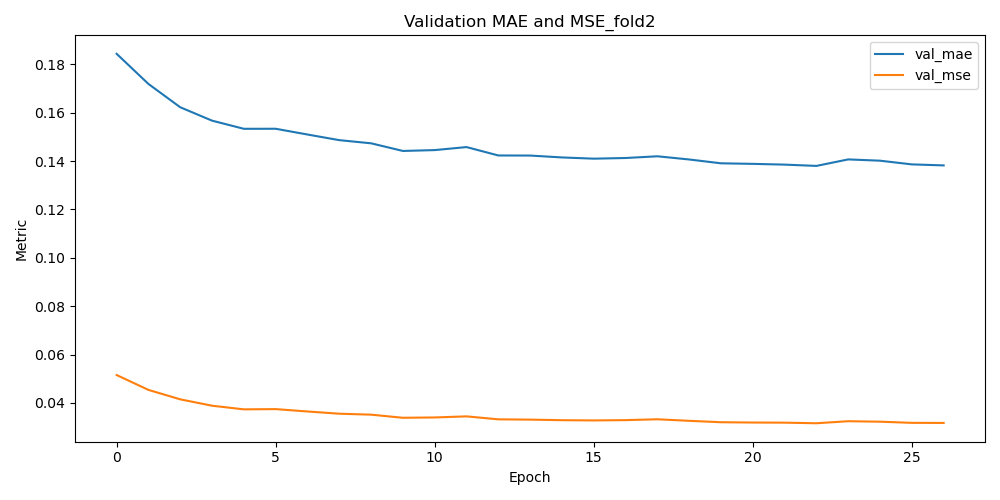 Validation MAE and MSE_fold2
val_mae
val_mse
Metric
0.18
0.16
0.14
0.12
0.10
0.08
0.06
0.04
0 5 10 15 20 25
Epoch